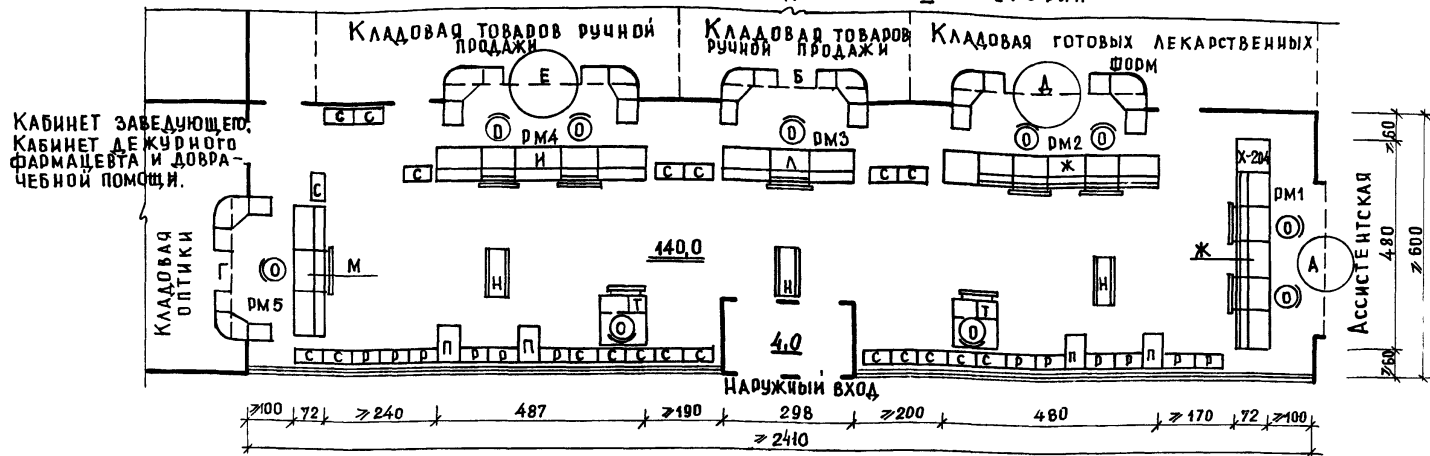 КЛАДОВАЯ ТОВАРОВ РУЧНОЙ
ПРОДАЖИ
КЛАДОВАЯ ТОВАРОВ
РУЧНОЙ ПРОДАЖИ
КЛАДОВАЯ ГОТОВЫХ ЛЕКАРСТВЕННЫХ
ФОРМ
Е
Б
Д
КАБИНЕТ ЗАВЕДУЮЩЕГО.
КАБИНЕТ ДЕЖУРНОГО
ФАРМАЦЕВТА И ДОВРА-
ЧЕБНОЙ ПОМОЩИ.
С С
РМ4
РМ3
РМ2
И
Л
Ж
Х-204
С
С С
С С
С
РМ1
КЛАДОВАЯ
ОПТИКИ
Г
РМ5
М
Н
140,0
Н
Н
Ж
А
АССИСТЕНТСКАЯ
Т
Т
4,0
С С Р Р Р П Р Р П Р С С С С С С
С С С С С С Р Р Р П Р Р П Р Р
НАРУЖНЫЙ ВХОД
≥60
480
≥60
≥600
≥100 72 ≥240 487 ≥190 298 ≥200 480 ≥170 72 ≥100
≥2410